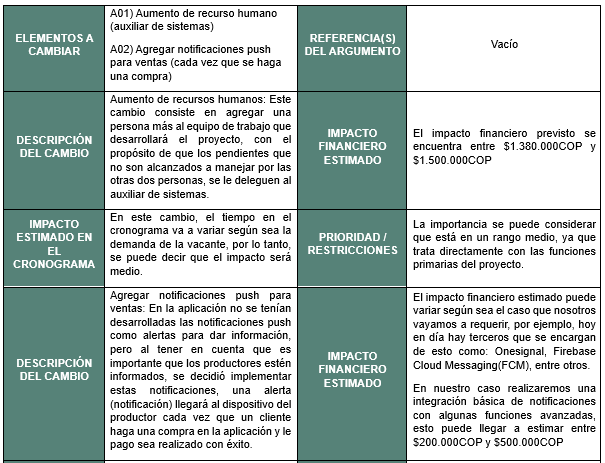 ELEMENTOS A
CAMBIAR
A01) Aumento de recurso humano
(auxiliar de sistemas)
A02) Agregar notificaciones push
para ventas (cada vez que se haga
una compra)
REFERENCIA(S)
DEL ARGUMENTO
Vacío
DESCRIPCIÓN
DEL CAMBIO
Aumento de recursos humanos: Este
cambio consiste en agregar una
persona más al equipo de trabajo que
desarrollará el proyecto, con el
propósito de que los pendientes que
no son alcanzados a manejar por las
otras dos personas, se le deleguen al
auxiliar de sistemas.
IMPACTO
FINANCIERO
ESTIMADO
El impacto financiero previsto se
encuentra entre $1.380.000COP y
$1.500.000COP
IMPACTO
ESTIMADO EN
EL
CRONOGRAMA
En este cambio, el tiempo en el
cronograma va a variar según sea la
demanda de la vacante, por lo tanto,
se puede decir que el impacto será
medio.
PRIORIDAD /
RESTRICCIONES
La importancia se puede considerar
que está en un rango medio, ya que
trata directamente con las funciones
primarias del proyecto.
DESCRIPCIÓN
DEL CAMBIO
Agregar notificaciones push para
ventas: En la aplicación no se tenían
desarrolladas las notificaciones push
como alertas para dar información,
pero al tener en cuenta que es
importante que los productores estén
informados, se decidió implementar
estas notificaciones, una alerta
(notificación) llegará al dispositivo del
productor cada vez que un cliente
haga una compra en la aplicación y le
pago sea realizado con éxito.
IMPACTO
FINANCIERO
ESTIMADO
El impacto financiero estimado puede
variar según sea el caso que nosotros
vayamos a requerir, por ejemplo, hoy
en día hay terceros que se encargan
de esto como: Onesignal, Firebase
Cloud Messaging(FCM), entre otros.
En nuestro caso realizaremos una
integración básica de notificaciones
con algunas funciones avanzadas,
esto puede llegar a estimar entre
$200.000COP y $500.000COP